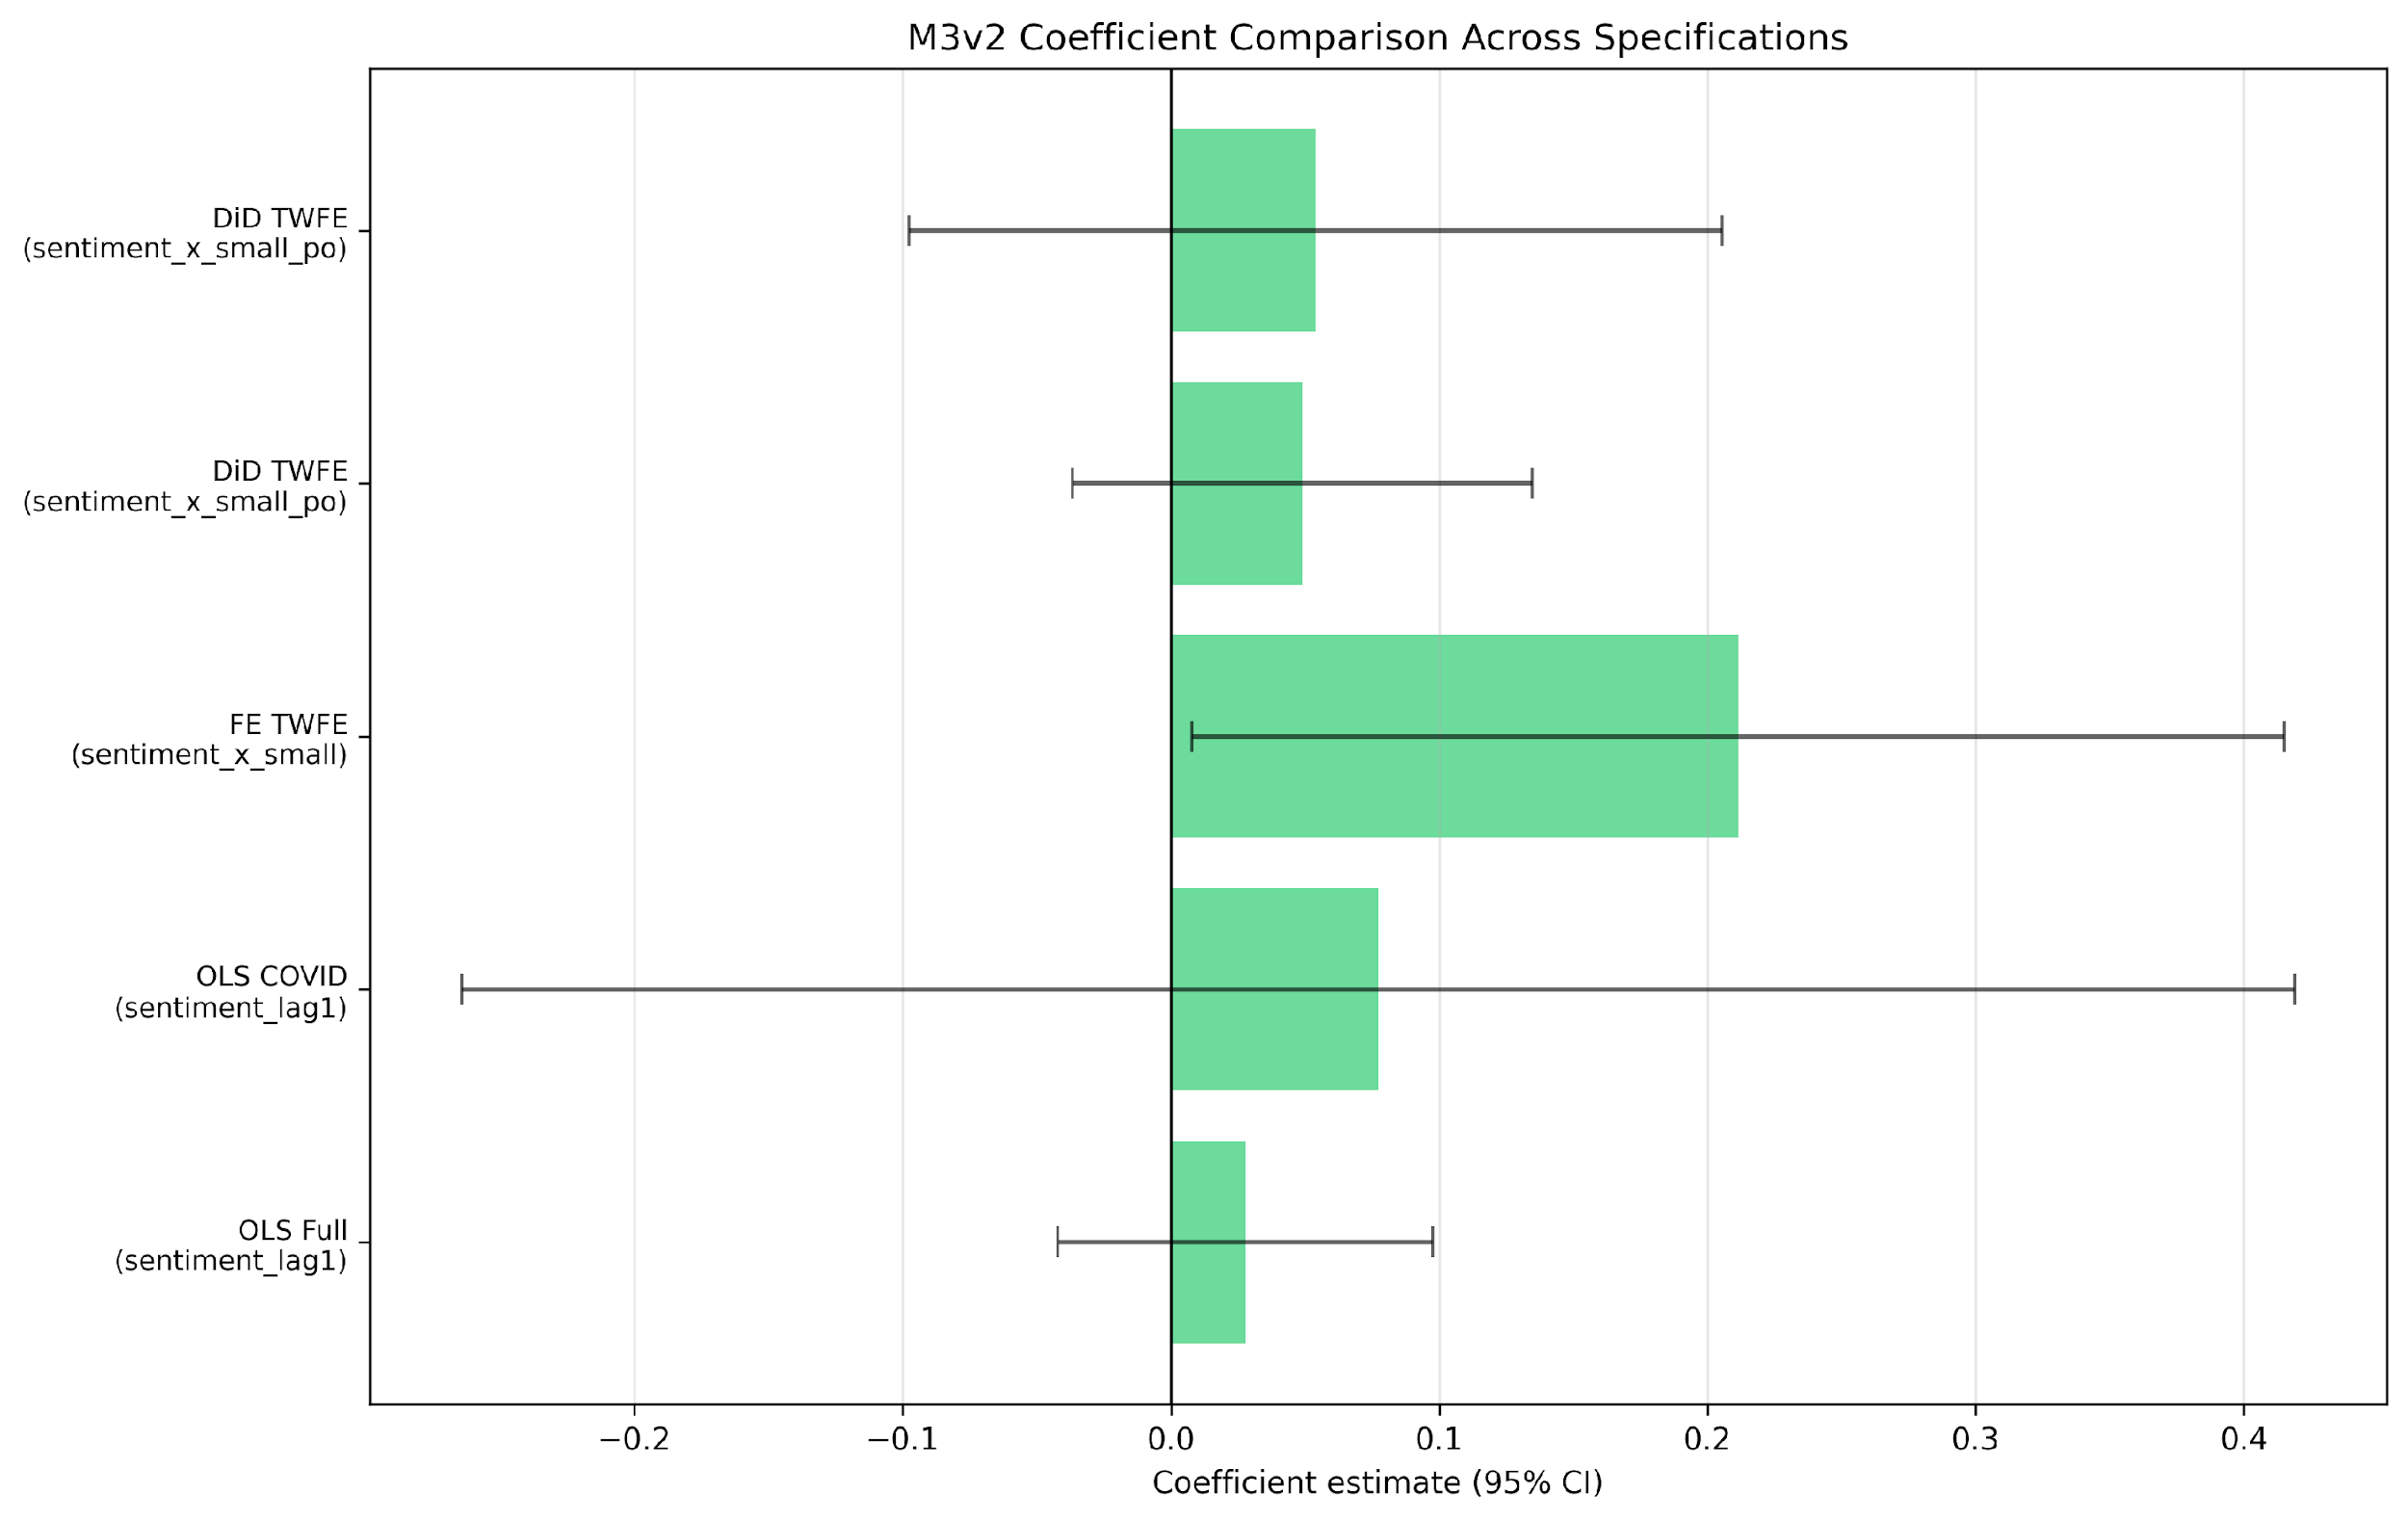 M3v2 Coefficient Comparison Across Specifications
DiD TWFE
(sentiment_x_small_po)
DiD TWFE
(sentiment_x_small_po)
FE TWFE
(sentiment_x_small)
OLS COVID
(sentiment_lag1)
OLS Full
(sentiment_lag1)
−0.2 −0.1 0.0 0.1 0.2 0.3 0.4
Coefficient estimate (95% CI)